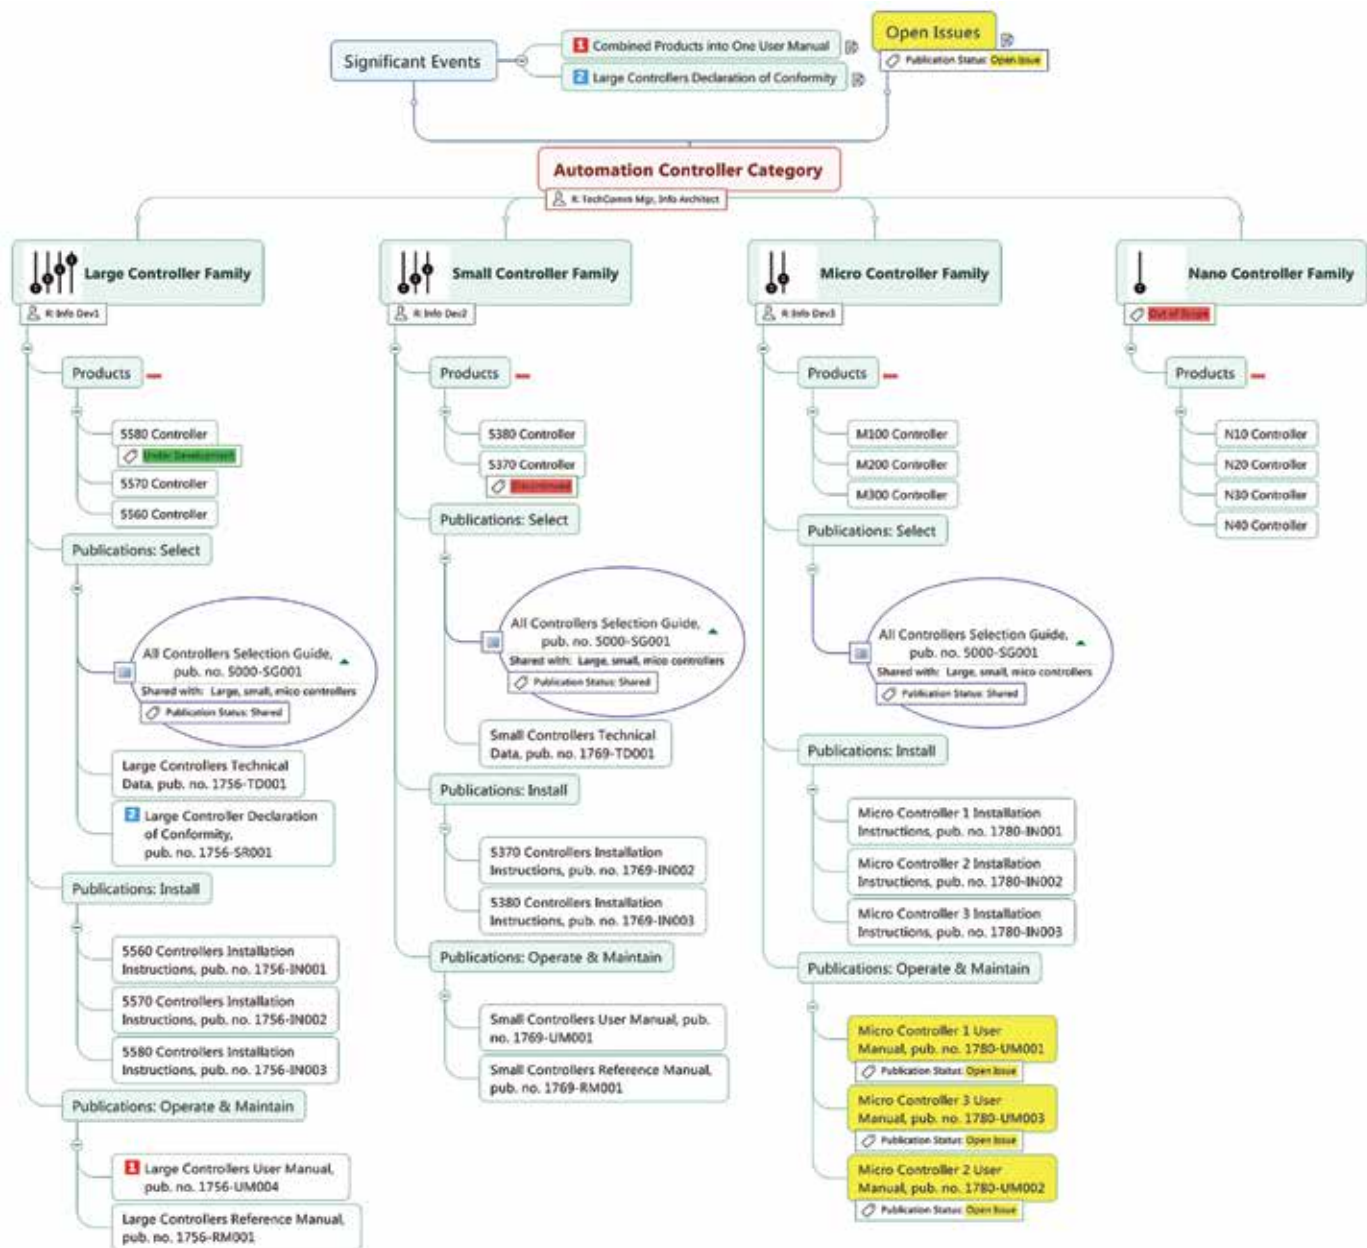 Significant Events
1 Combined Products into One User Manual
2 Large Controllers Declaration of Conformity
Open Issues
Publication Status: Open Issue
Automation Controller Category
R: TechComm Mgr, Info Architect
Large Controller Family
R: Info Dev1
Products
5580 Controller
Under Development
5570 Controller
5560 Controller
Publications: Select
All Controllers Selection Guide,
pub. no. 5000-SG001
Shared with: Large, small, mico controllers
Publication Status: Shared
Large Controllers Technical
Data, pub. no. 1756-TD001
2 Large Controller Declaration
of Conformity,
pub. no. 1756-SR001
Publications: Install
5560 Controllers Installation
Instructions, pub. no. 1756-IN001
5570 Controllers Installation
Instructions, pub. no. 1756-IN002
5580 Controllers Installation
Instructions, pub. no. 1756-IN003
Publications: Operate & Maintain
1 Large Controllers User Manual,
pub. no. 1756-UM004
Large Controllers Reference Manual,
pub. no. 1756-RM001
Small Controller Family
R: Info Dev2
Products
5380 Controller
5370 Controller
Discontinued
Publications: Select
All Controllers Selection Guide,
pub. no. 5000-SG001
Shared with: Large, small, mico controllers
Publication Status: Shared
Small Controllers Technical
Data, pub. no. 1769-TD001
Publications: Install
5370 Controllers Installation
Instructions, pub. no. 1769-IN002
5380 Controllers Installation
Instructions, pub. no. 1769-IN003
Publications: Operate & Maintain
Small Controllers User Manual, pub.
no. 1769-UM001
Small Controllers Reference Manual,
pub. no. 1769-RM001
Micro Controller Family
R: Info Dev3
Products
M100 Controller
M200 Controller
M300 Controller
Publications: Select
All Controllers Selection Guide,
pub. no. 5000-SG001
Shared with: Large, small, mico controllers
Publication Status: Shared
Publications: Install
Micro Controller 1 Installation
Instructions, pub. no. 1780-IN001
Micro Controller 2 Installation
Instructions, pub. no. 1780-IN002
Micro Controller 3 Installation
Instructions, pub. no. 1780-IN003
Publications: Operate & Maintain
Micro Controller 1 User
Manual, pub. no. 1780-UM001
Publication Status: Open Issue
Micro Controller 3 User
Manual, pub. no. 1780-UM003
Publication Status: Open Issue
Micro Controller 2 User
Manual, pub. no. 1780-UM002
Publication Status: Open Issue
Nano Controller Family
Out of Scope
Products
N10 Controller
N20 Controller
N30 Controller
N40 Controller